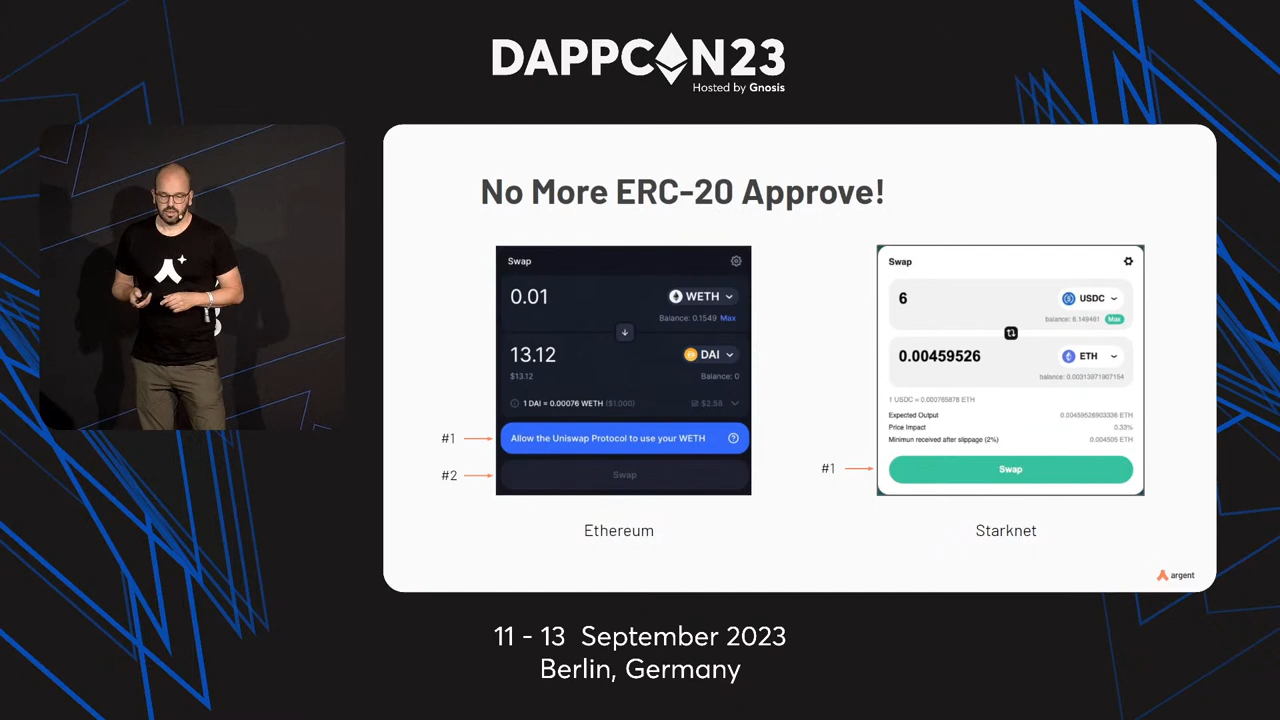 DAPPCON23
Hosted by Gnosis
No More ERC-20 Approve!
Swap
0.01
WETH
Balance: 0.1549 Max
13.12
DAI
$13.12
Balance: 0
1 DAI = 0.00076 WETH ($1.000)
$2.58
#1
Allow the Uniswap Protocol to use your WETH
#2
Swap
Ethereum
Swap
6
USDC
balance: 6.149461 Max
0.00459526
ETH
balance: 0.00313971907154
1 USDC = 0.000765878 ETH
Expected Output 0.00459526903336 ETH
Price Impact 0.33%
Minimun received after slippage (2%) 0.004505 ETH
#1
Swap
Starknet
argent
11 - 13 September 2023
Berlin, Germany